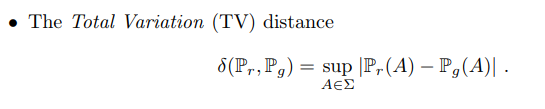 • The Total Variation (TV) distance
δ(ℙ_r, ℙ_g) = sup_{A∈Σ} |ℙ_r(A) − ℙ_g(A)| .